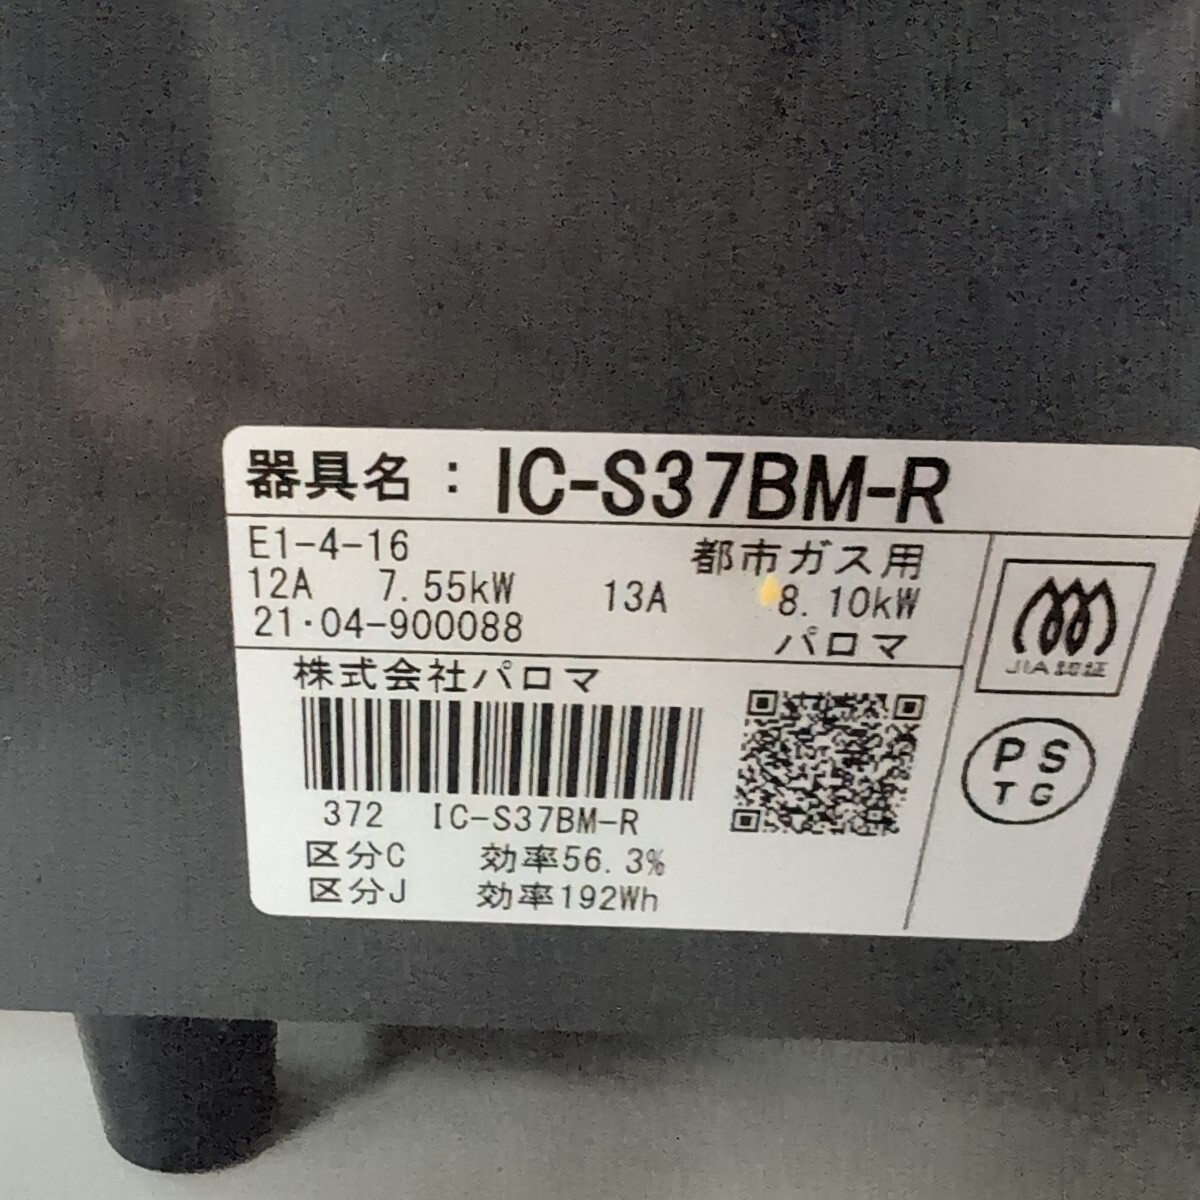 器具名：IC-S37BM-R
E1-4-16 都市ガス用
12A 7.55kW 13A 8.10kW
21･04-900088 パロマ
JIA認証
株式会社パロマ
PS
TG
372 IC-S37BM-R
区分C 効率56.3%
区分J 効率192Wh